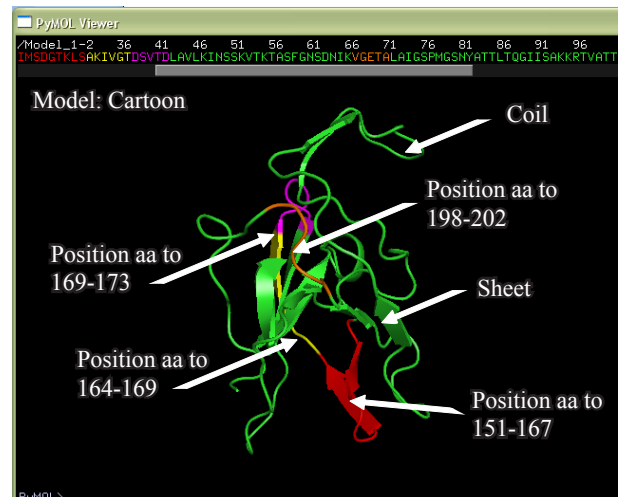 PyMOL Viewer
/Model_1-2 36 41 46 51 56 61 66 71 76 81 86 91 96
IMSDGTKLSAKIVGTDSVTDLAVLKINSSKVTKTASFGNSDNIKVGETALAIGSPMGSNYATTLTQGIISAKKRTVATT
Model: Cartoon
Coil
Position aa to
198-202
Position aa to
169-173
Sheet
Position aa to
164-169
Position aa to
151-167
PyMOL>